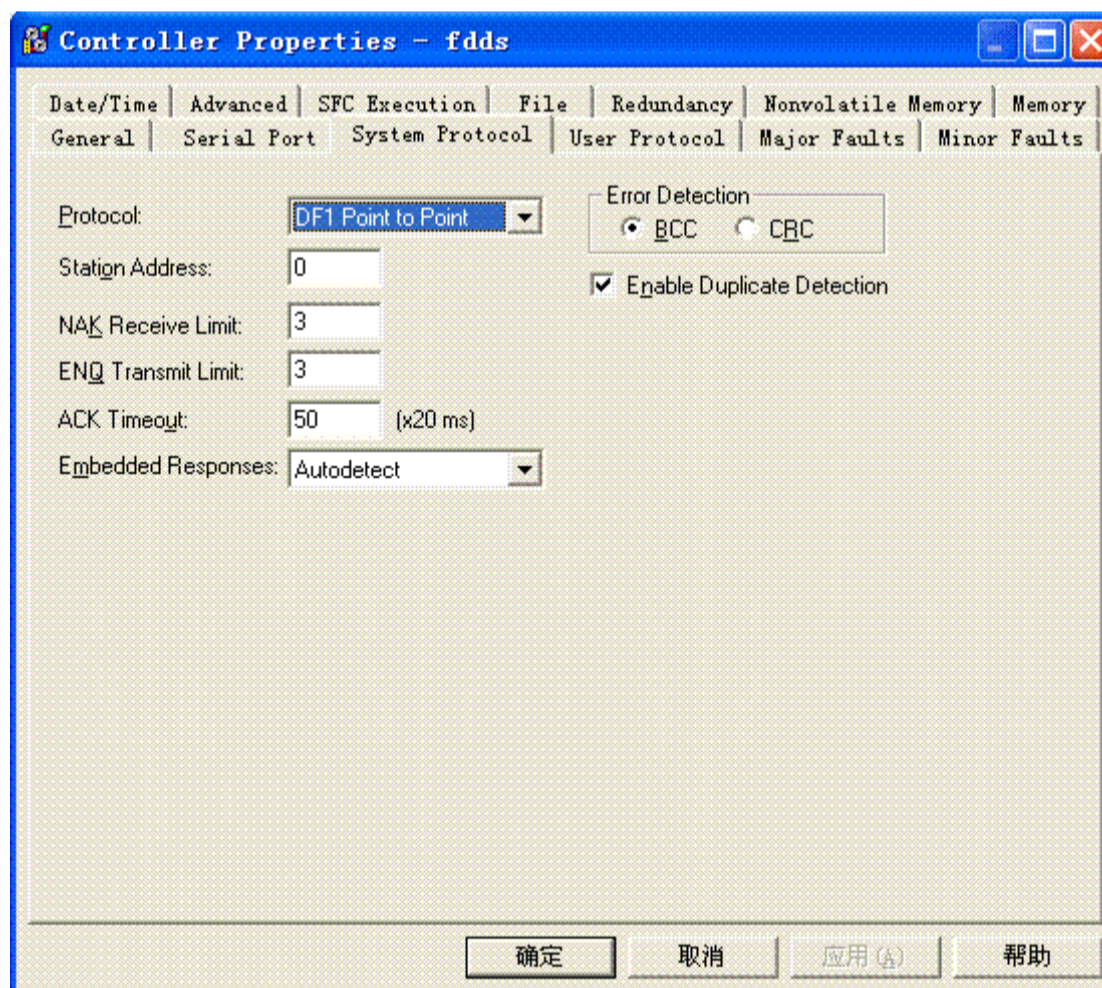 Controller Properties - fdds
Date/Time Advanced SFC Execution File Redundancy Nonvolatile Memory Memory
General Serial Port System Protocol User Protocol Major Faults Minor Faults
Protocol: DF1 Point to Point
Error Detection
BCC CRC
Station Address: 0
Enable Duplicate Detection
NAK Receive Limit: 3
ENQ Transmit Limit: 3
ACK Timeout: 50 (x20 ms)
Embedded Responses: Autodetect
确定 取消 应用(A) 帮助